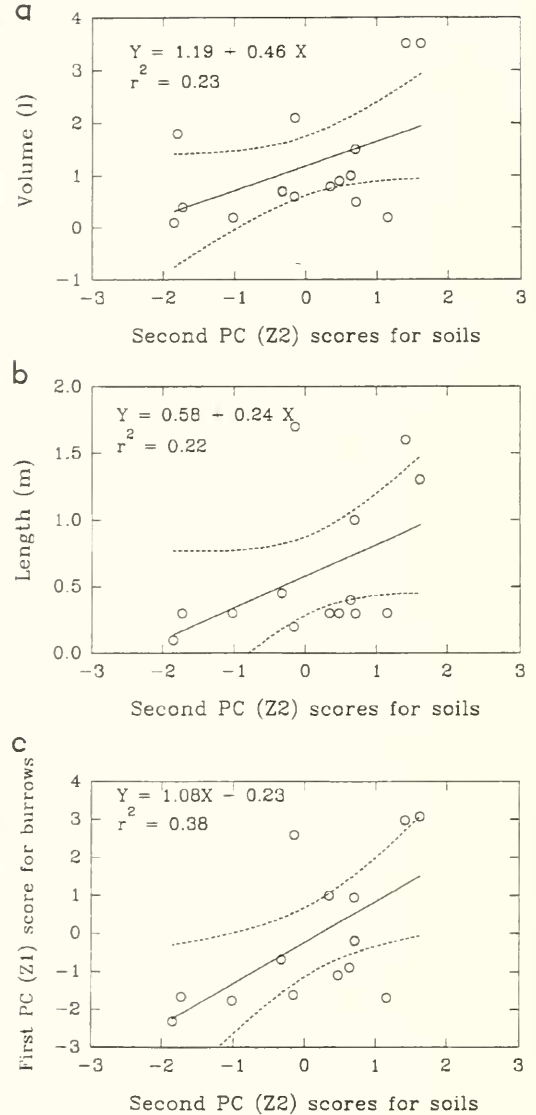 a
Y = 1.19 + 0.46 X
r² = 0.23
4
3
2
1
0
−1
Volume (l)
−3 −2 −1 0 1 2 3
Second PC (Z2) scores for soils
b
Y = 0.58 + 0.24 X
r² = 0.22
2.0
1.5
1.0
0.5
0.0
Length (m)
−3 −2 −1 0 1 2 3
Second PC (Z2) scores for soils
c
Y = 1.08X − 0.23
r² = 0.38
4
3
2
1
0
−1
−2
−3
First PC (Z1) score for burrows
−3 −2 −1 0 1 2 3
Second PC (Z2) scores for soils